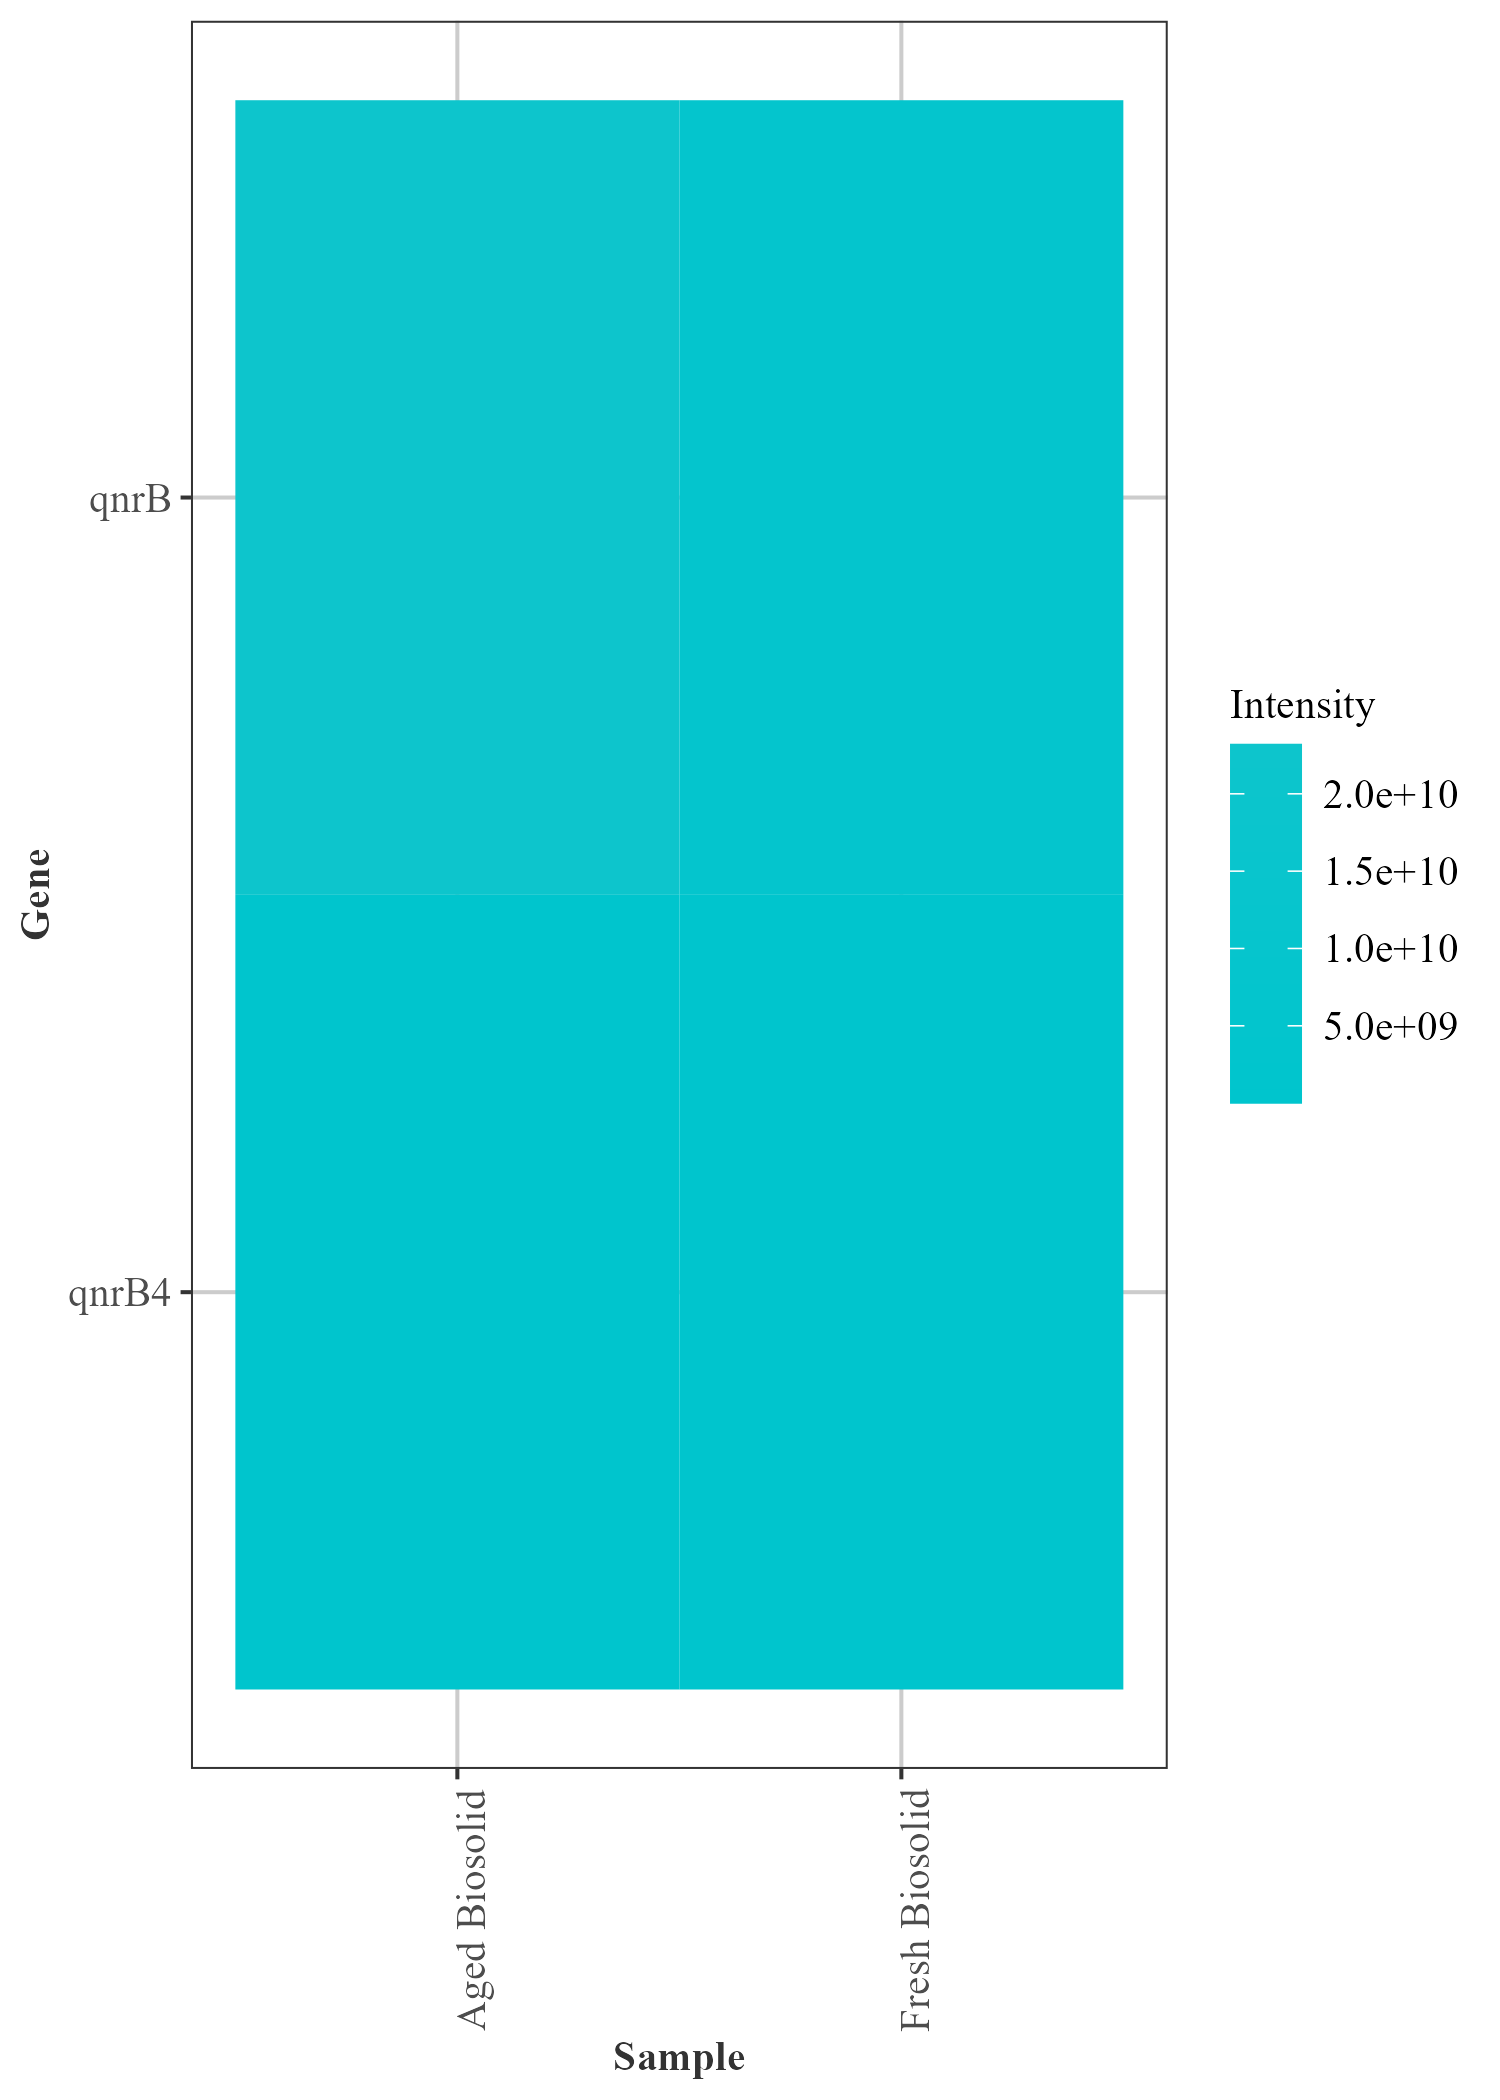 qnrB
qnrB4
Gene
Aged Biosolid
Fresh Biosolid
Sample
Intensity
2.0e+10
1.5e+10
1.0e+10
5.0e+09